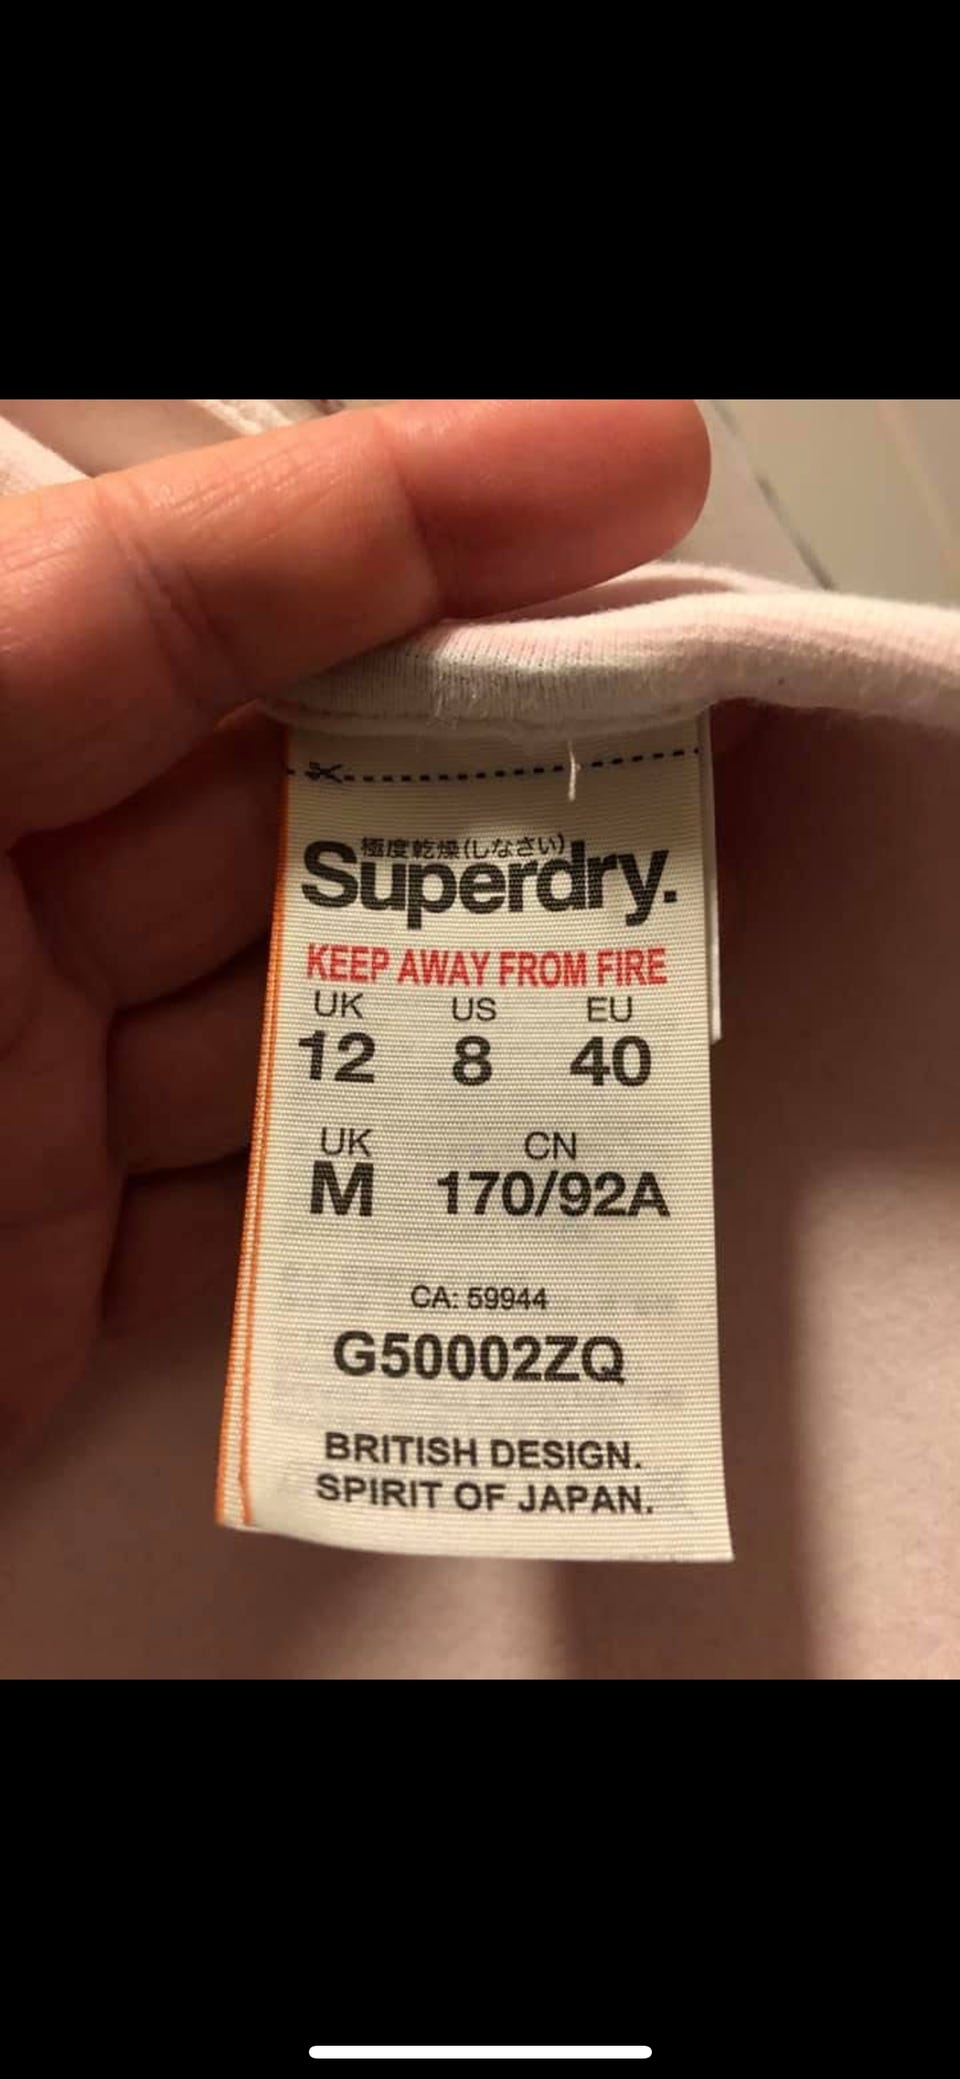 極度乾燥(しなさい)
Superdry.
KEEP AWAY FROM FIRE
UK US EU
12 8 40
UK CN
M 170/92A
CA: 59944
G50002ZQ
BRITISH DESIGN.
SPIRIT OF JAPAN.